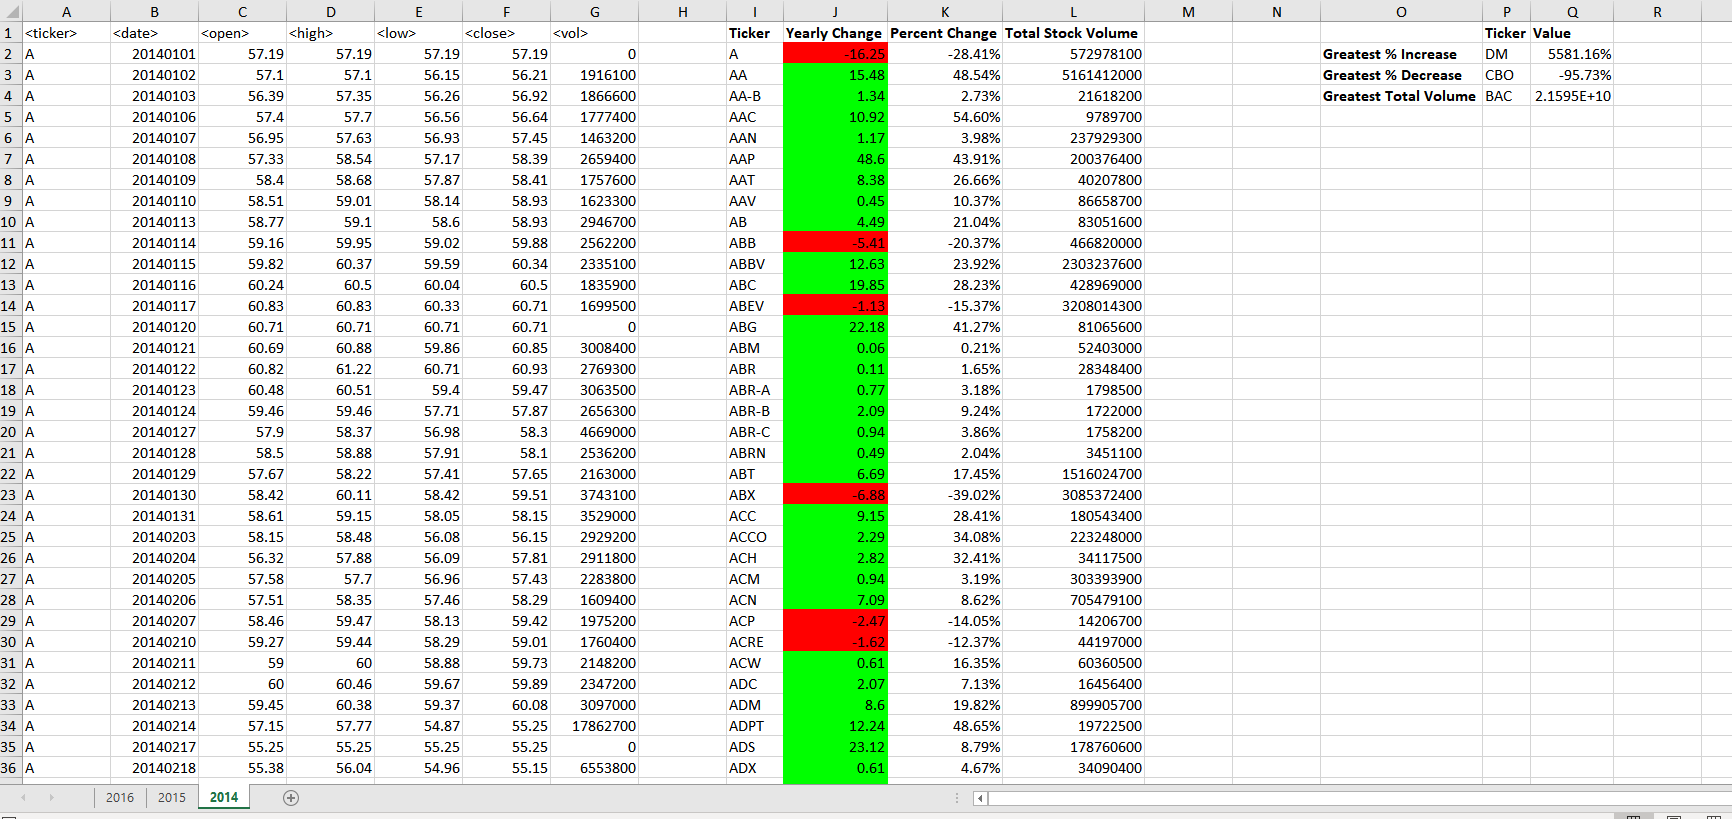 A B C D E F G H I J K L M N O P Q R
1 <ticker> <date> <open> <high> <low> <close> <vol> Ticker Yearly Change Percent Change Total Stock Volume Ticker Value
2 A 20140101 57.19 57.19 57.19 57.19 0 A -16.25 -28.41% 572978100 Greatest % Increase DM 5581.16%
3 A 20140102 57.1 57.1 56.15 56.21 1916100 AA 15.48 48.54% 5161412000 Greatest % Decrease CBO -95.73%
4 A 20140103 56.39 57.35 56.26 56.92 1866600 AA-B 1.34 2.73% 21618200 Greatest Total Volume BAC 2.1595E+10
5 A 20140106 57.4 57.7 56.56 56.64 1777400 AAC 10.92 54.60% 9789700
6 A 20140107 56.95 57.63 56.93 57.45 1463200 AAN 1.17 3.98% 237929300
7 A 20140108 57.33 58.54 57.17 58.39 2659400 AAP 48.6 43.91% 200376400
8 A 20140109 58.4 58.68 57.87 58.41 1757600 AAT 8.38 26.66% 40207800
9 A 20140110 58.51 59.01 58.14 58.93 1623300 AAV 0.45 10.37% 86658700
10 A 20140113 58.77 59.1 58.6 58.93 2946700 AB 4.49 21.04% 83051600
11 A 20140114 59.16 59.95 59.02 59.88 2562200 ABB -5.41 -20.37% 466820000
12 A 20140115 59.82 60.37 59.59 60.34 2335100 ABBV 12.63 23.92% 2303237600
13 A 20140116 60.24 60.5 60.04 60.5 1835900 ABC 19.85 28.23% 428969000
14 A 20140117 60.83 60.83 60.33 60.71 1699500 ABEV -1.13 -15.37% 3208014300
15 A 20140120 60.71 60.71 60.71 60.71 0 ABG 22.18 41.27% 81065600
16 A 20140121 60.69 60.88 59.86 60.85 3008400 ABM 0.06 0.21% 52403000
17 A 20140122 60.82 61.22 60.71 60.93 2769300 ABR 0.11 1.65% 28348400
18 A 20140123 60.48 60.51 59.4 59.47 3063500 ABR-A 0.77 3.18% 1798500
19 A 20140124 59.46 59.46 57.71 57.87 2656300 ABR-B 2.09 9.24% 1722000
20 A 20140127 57.9 58.37 56.98 58.3 4669000 ABR-C 0.94 3.86% 1758200
21 A 20140128 58.5 58.88 57.91 58.1 2536200 ABRN 0.49 2.04% 3451100
22 A 20140129 57.67 58.22 57.41 57.65 2163000 ABT 6.69 17.45% 1516024700
23 A 20140130 58.42 60.11 58.42 59.51 3743100 ABX -6.88 -39.02% 3085372400
24 A 20140131 58.61 59.15 58.05 58.15 3529000 ACC 9.15 28.41% 180543400
25 A 20140203 58.15 58.48 56.08 56.15 2929200 ACCO 2.29 34.08% 223248000
26 A 20140204 56.32 57.88 56.09 57.81 2911800 ACH 2.82 32.41% 34117500
27 A 20140205 57.58 57.7 56.96 57.43 2283800 ACM 0.94 3.19% 303393900
28 A 20140206 57.51 58.35 57.46 58.29 1609400 ACN 7.09 8.62% 705479100
29 A 20140207 58.46 59.47 58.13 59.42 1975200 ACP -2.47 -14.05% 14206700
30 A 20140210 59.27 59.44 58.29 59.01 1760400 ACRE -1.62 -12.37% 44197000
31 A 20140211 59 60 58.88 59.73 2148200 ACW 0.61 16.35% 60360500
32 A 20140212 60 60.46 59.67 59.89 2347200 ADC 2.07 7.13% 16456400
33 A 20140213 59.45 60.38 59.37 60.08 3097000 ADM 8.6 19.82% 899905700
34 A 20140214 57.15 57.77 54.87 55.25 17862700 ADPT 12.24 48.65% 19722500
35 A 20140217 55.25 55.25 55.25 55.25 0 ADS 23.12 8.79% 178760600
36 A 20140218 55.38 56.04 54.96 55.15 6553800 ADX 0.61 4.67% 34090400
2016 2015 2014